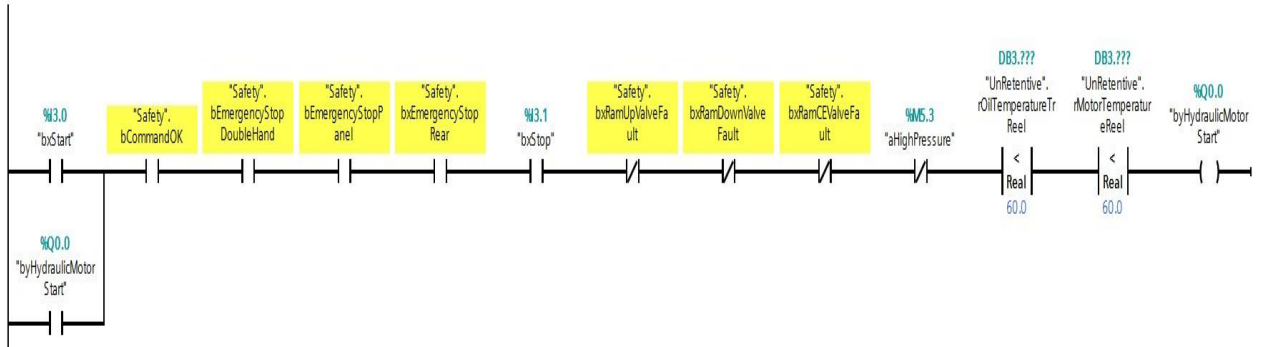 %I3.0
"bxStart"
"Safety".
bCommandOK
"Safety".
bEmergencyStop
DoubleHand
"Safety".
bEmergencyStopP
anel
"Safety".
bxEmergencyStop
Rear
%I3.1
"bxStop"
"Safety".
bxRamUpValveFa
ult
"Safety".
bxRamDownValve
Fault
"Safety".
bxRamCEValveFa
ult
%M5.3
"aHighPressure"
DB3.???
"UnRetentive".
rOilTemperatureTr
Reel
<
Real
60.0
DB3.???
"UnRetentive".
rMotorTemperatur
eReel
<
Real
60.0
%Q0.0
"byHydraulicMotor
Start"
%Q0.0
"byHydraulicMotor
Start"